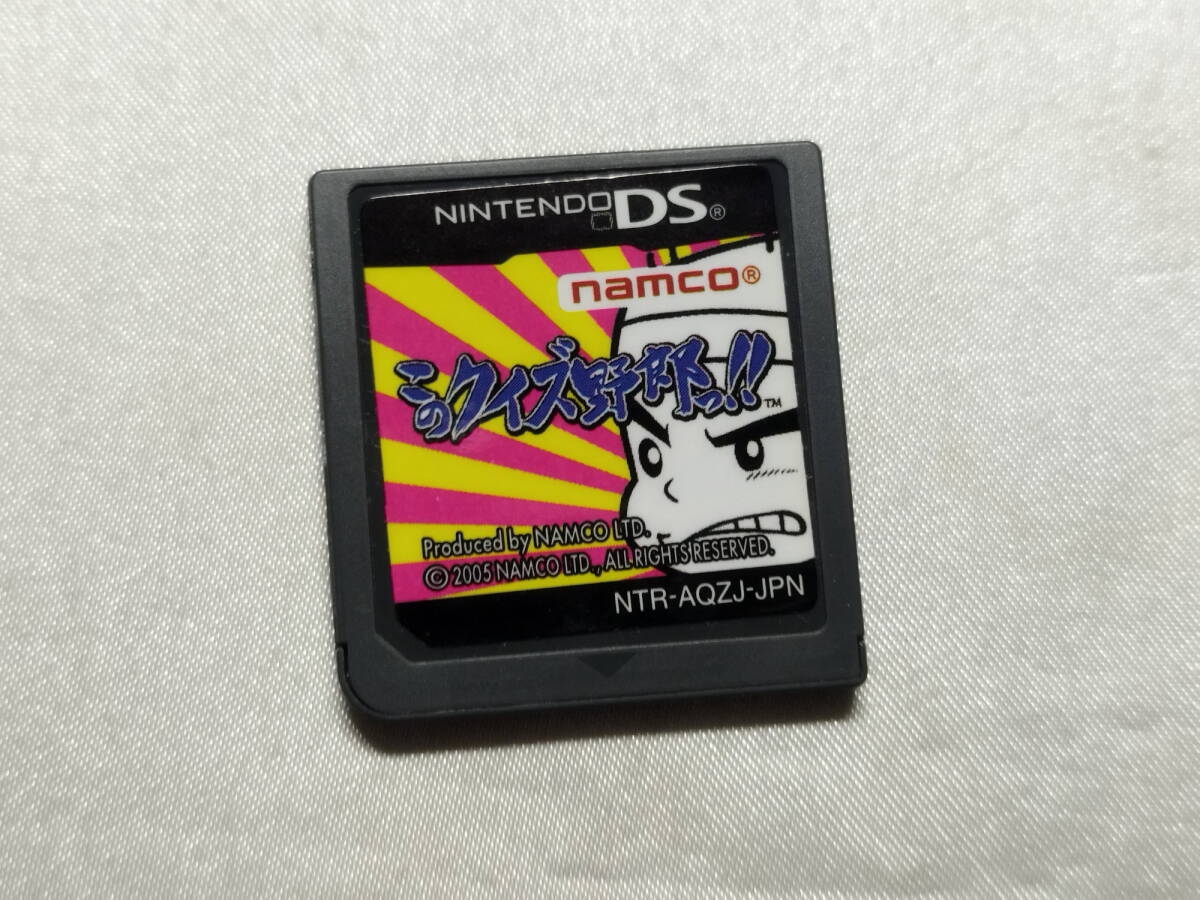 NINTENDO DS®
namco®
このクイズ野郎っ!!™
Produced by NAMCO LTD.
© 2005 NAMCO LTD., ALL RIGHTS RESERVED.
NTR-AQZJ-JPN